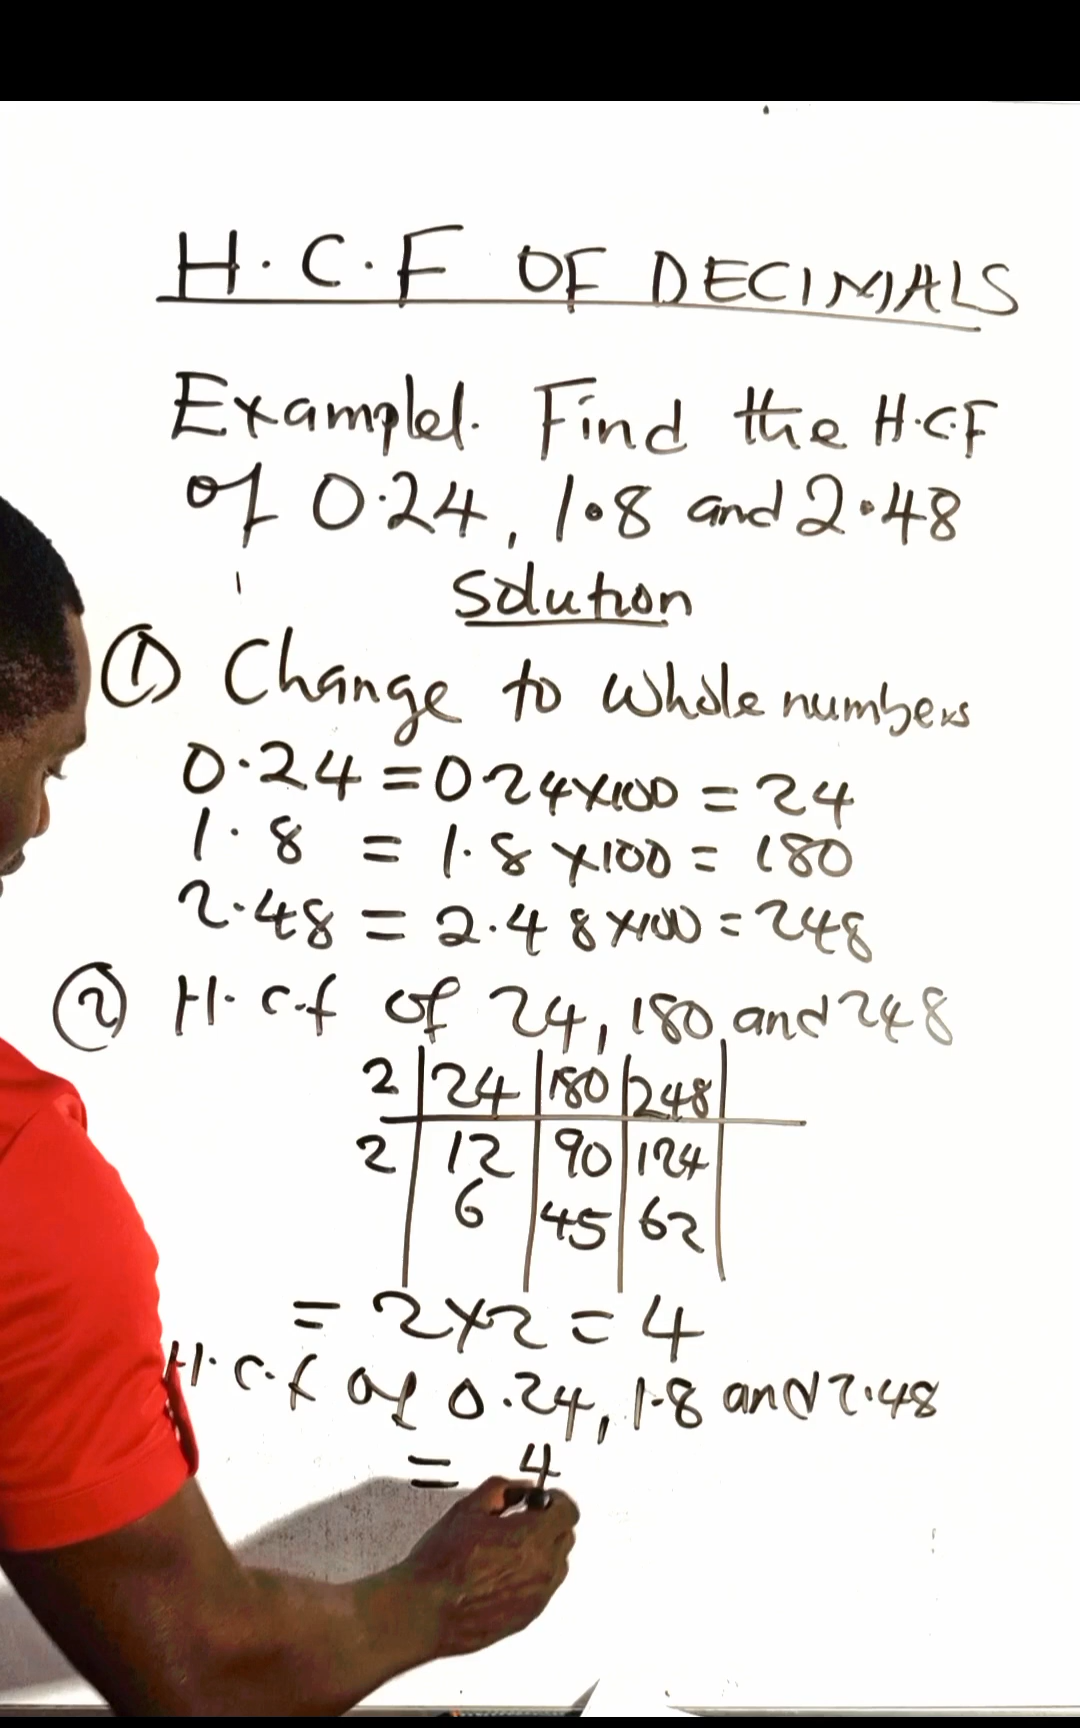 H.C.F OF DECIMALS
Example1. Find the H.C.F
of 0.24, 1.8 and 2.48
Solution
① Change to Whole numbers
0.24 = 0.24×100 = 24
1.8 = 1.8×100 = 180
2.48 = 2.48×100 = 248
② H.c.f of 24, 180 and 248
2 | 24 | 180 | 248 |
2 | 12 | 90 | 124
6 | 45 | 62
= 2×2 = 4
H.c.f of 0.24, 1.8 and 2.48
= 4